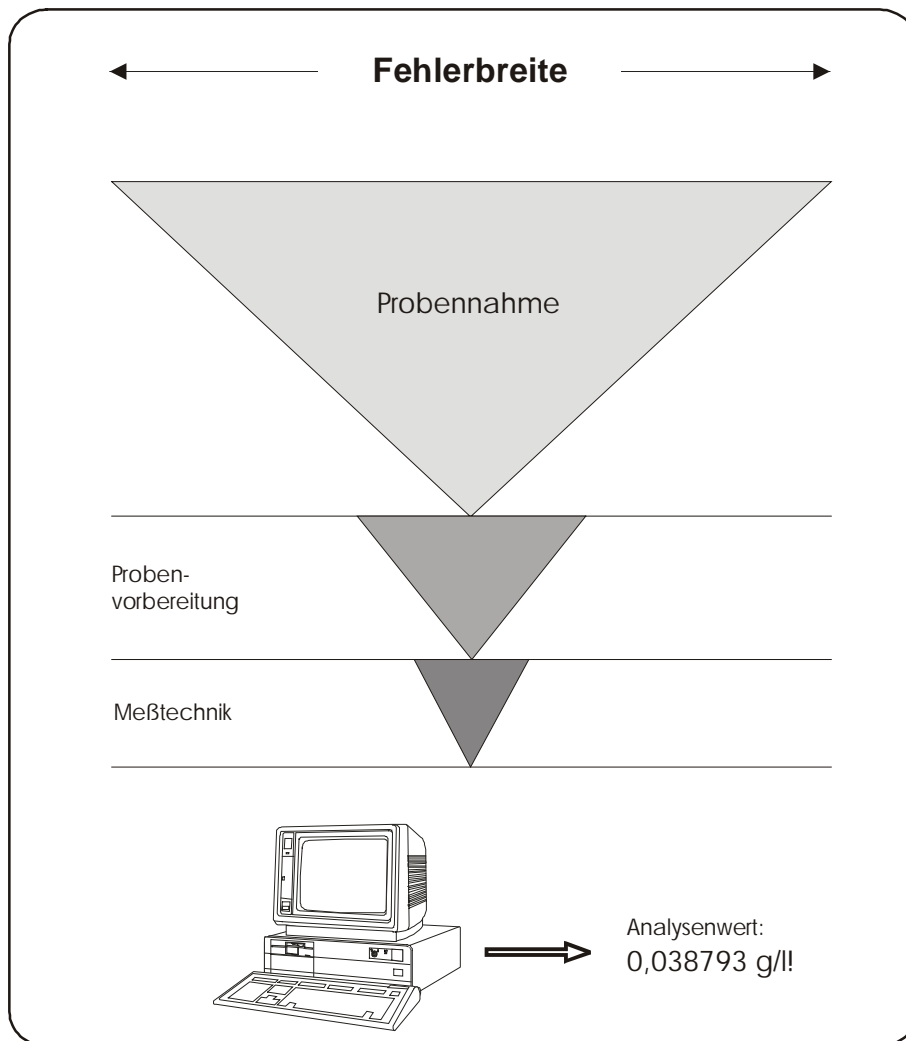 Fehlerbreite
Probennahme
Proben-
vorbereitung
Meßtechnik
Analysenwert:
0,038793 g/l!